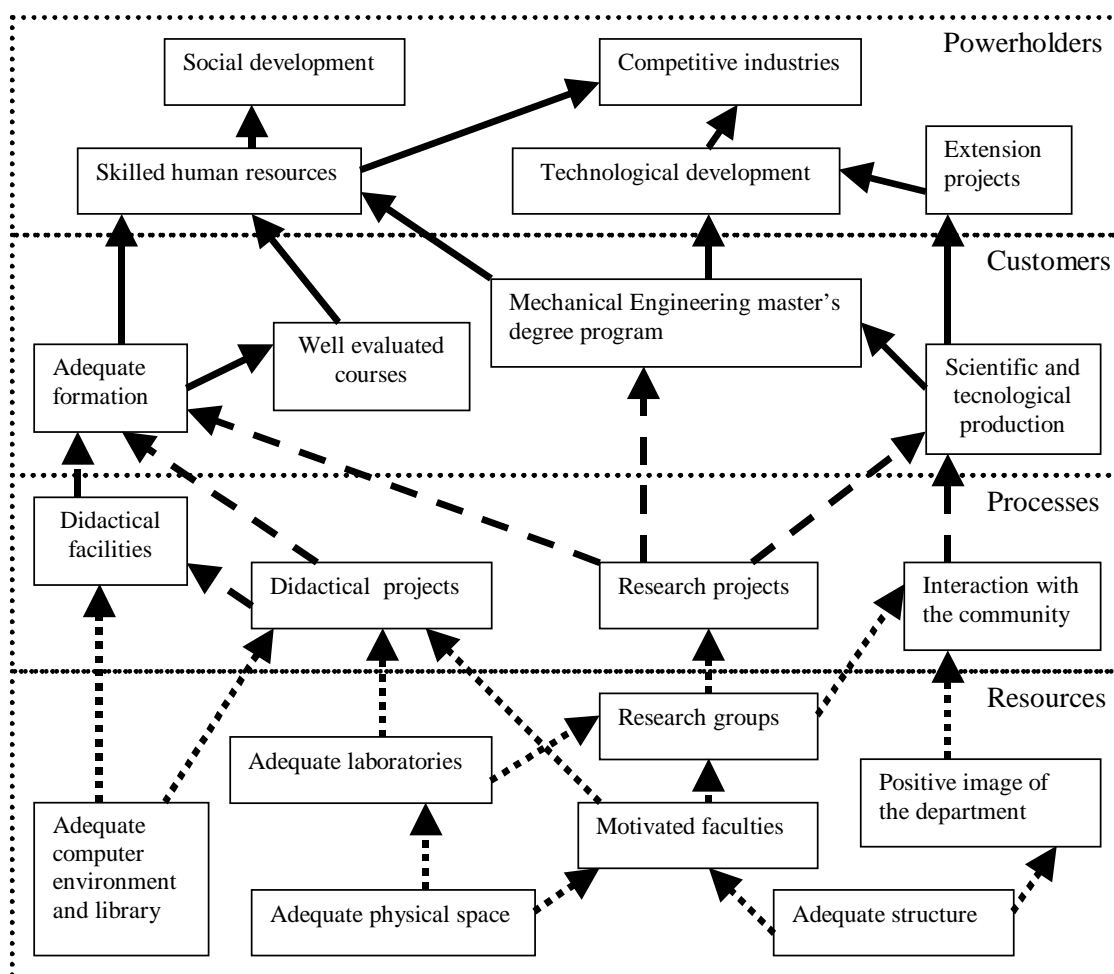 Powerholders
Social development
Competitive industries
Skilled human resources
Technological development
Extension
projects
Customers
Mechanical Engineering master's
degree program
Well evaluated
courses
Adequate
formation
Scientific and
tecnological
production
Processes
Didactical
facilities
Didactical projects
Research projects
Interaction with
the community
Resources
Research groups
Adequate laboratories
Positive image of
the department
Adequate
computer
environment
and library
Motivated faculties
Adequate physical space
Adequate structure